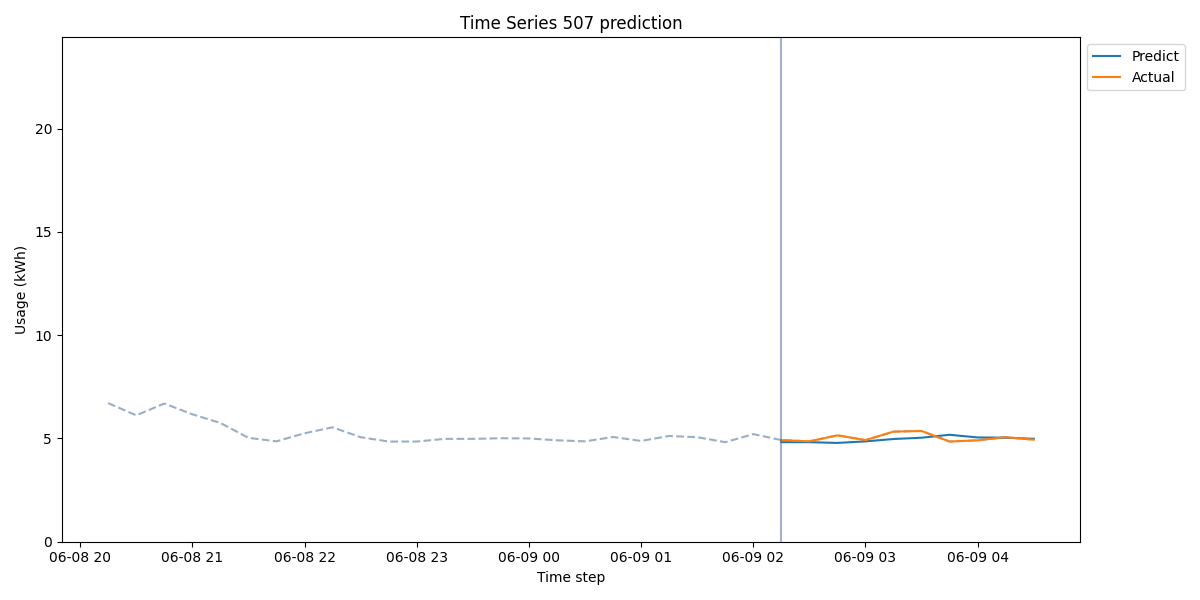 Time Series 507 prediction
Predict
Actual
20
15
10
5
0
Usage (kWh)
06-08 20
06-08 21
06-08 22
06-08 23
06-09 00
06-09 01
06-09 02
06-09 03
06-09 04
Time step